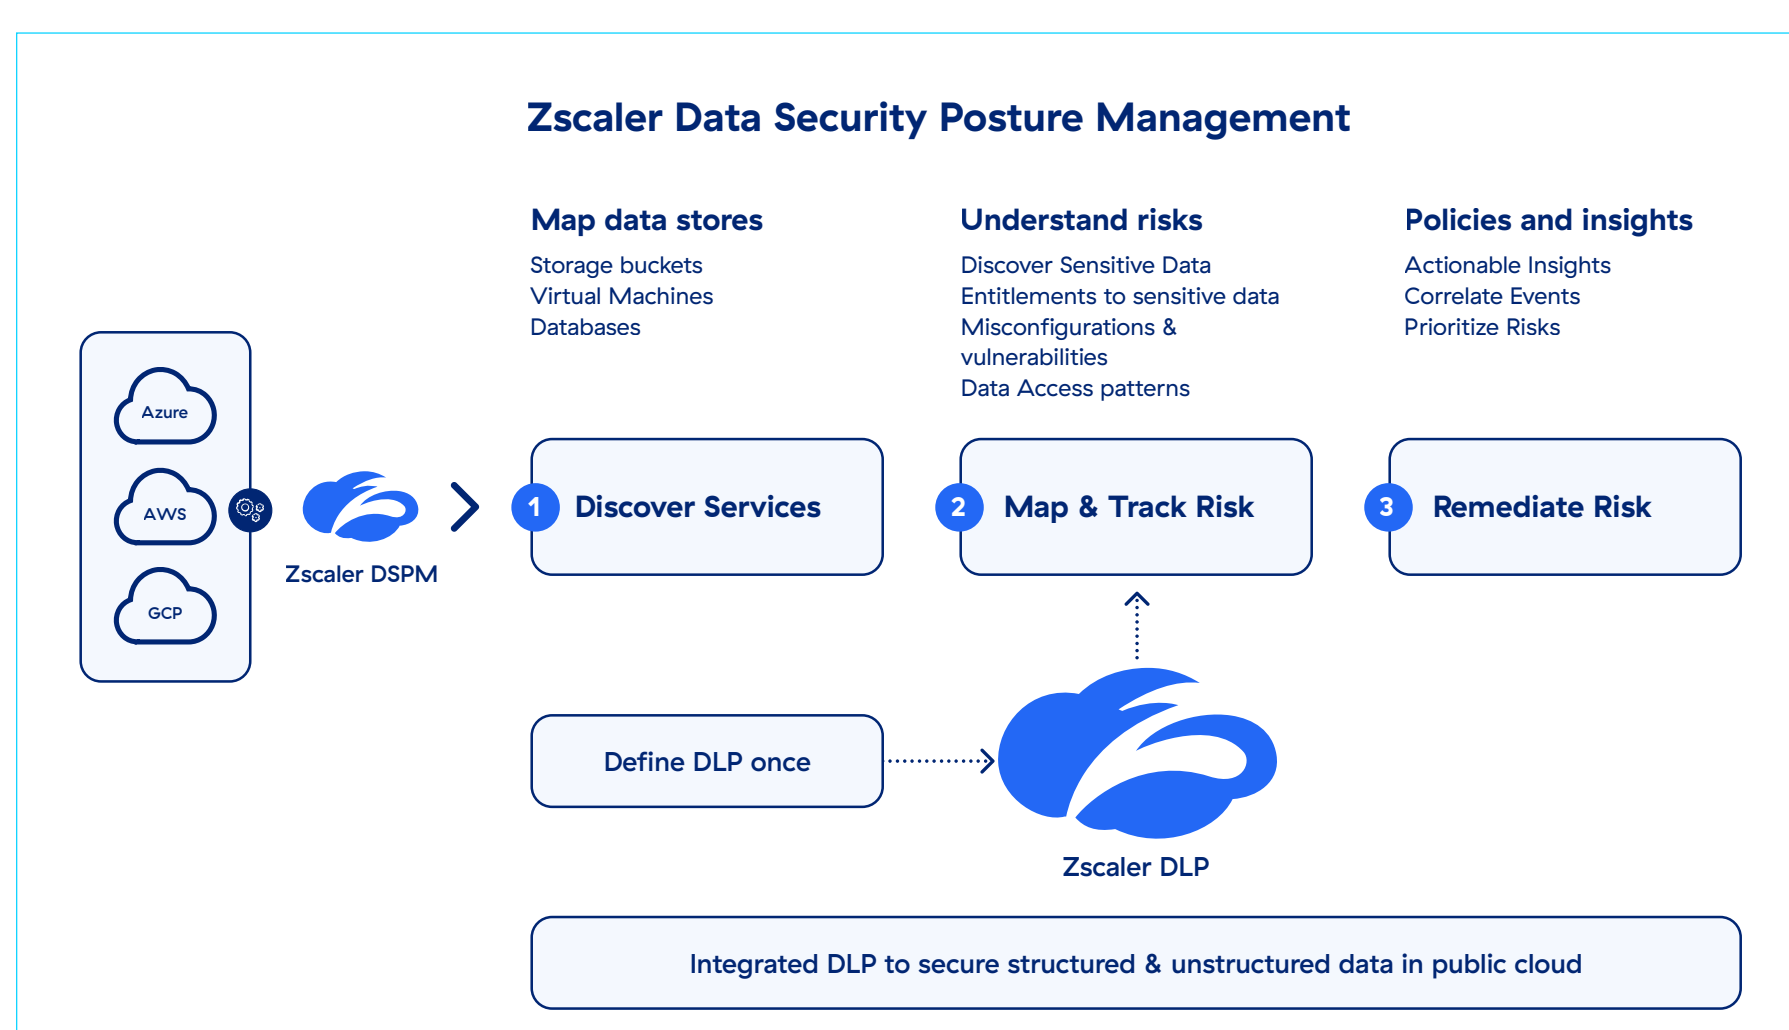 Zscaler Data Security Posture Management
Map data stores
Storage buckets
Virtual Machines
Databases
Understand risks
Discover Sensitive Data
Entitlements to sensitive data
Misconfigurations &
vulnerabilities
Data Access patterns
Policies and insights
Actionable Insights
Correlate Events
Prioritize Risks
Azure
AWS
GCP
Zscaler DSPM
1 Discover Services
2 Map & Track Risk
3 Remediate Risk
Define DLP once
Zscaler DLP
Integrated DLP to secure structured & unstructured data in public cloud